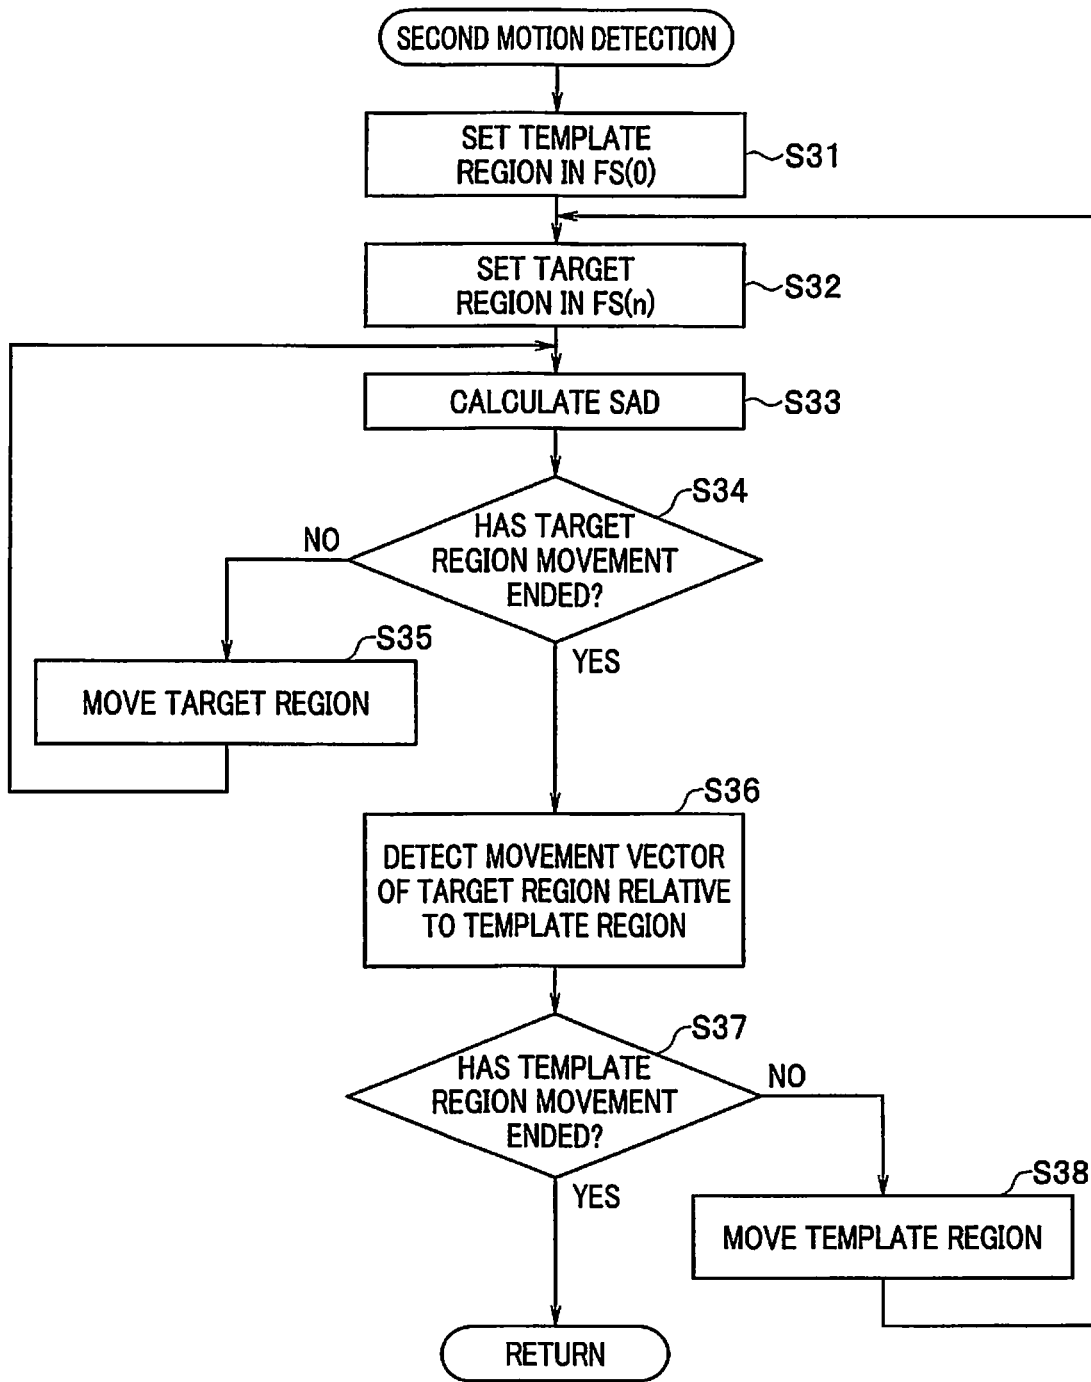 SECOND MOTION DETECTION
SET TEMPLATE
REGION IN FS(0)
S31
SET TARGET
REGION IN FS(n)
S32
CALCULATE SAD
S33
S34
HAS TARGET
REGION MOVEMENT
ENDED?
NO
YES
S35
MOVE TARGET REGION
S36
DETECT MOVEMENT VECTOR
OF TARGET REGION RELATIVE
TO TEMPLATE REGION
S37
HAS TEMPLATE
REGION MOVEMENT
ENDED?
NO
YES
S38
MOVE TEMPLATE REGION
RETURN